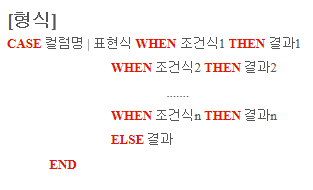 [형식]
CASE 컬럼명 | 표현식 WHEN 조건식1 THEN 결과1
WHEN 조건식2 THEN 결과2
.......
WHEN 조건식n THEN 결과n
ELSE 결과
END